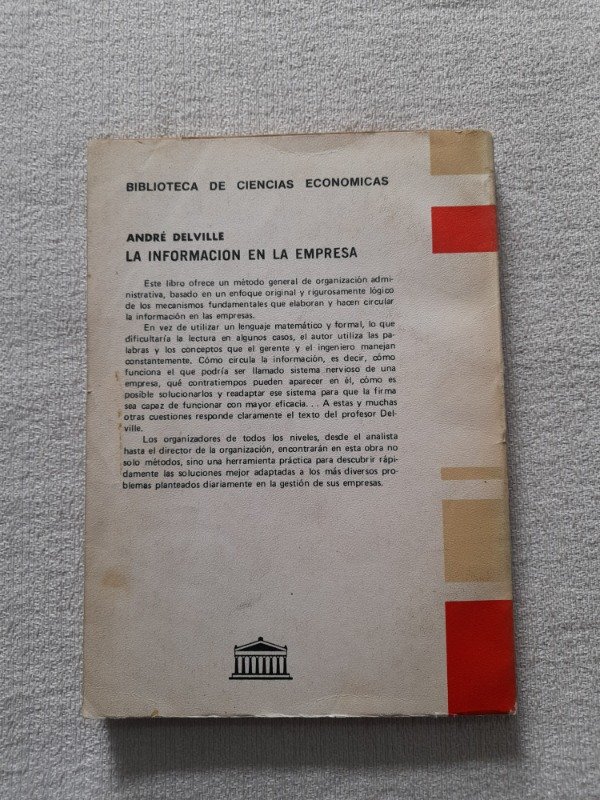 BIBLIOTECA DE CIENCIAS ECONOMICAS
ANDRÉ DELVILLE
LA INFORMACION EN LA EMPRESA
Este libro ofrece un método general de organización admi-
nistrativa, basado en un enfoque original y rigurosamente lógico
de los mecanismos fundamentales que elaboran y hacen circular
la información en las empresas.
En vez de utilizar un lenguaje matemático y formal, lo que
dificultaría la lectura en algunos casos, el autor utiliza las pa-
labras y los conceptos que el gerente y el ingeniero manejan
constantemente. Cómo circula la información, es decir, cómo
funciona el que podría ser llamado sistema nervioso de una
empresa, qué contratiempos pueden aparecer en él, cómo es
posible solucionarlos y readaptar ese sistema para que la firma
sea capaz de funcionar con mayor eficacia. . . A estas y muchas
otras cuestiones responde claramente el texto del profesor Del-
ville.
Los organizadores de todos los niveles, desde el analista
hasta el director de la organización, encontrarán en esta obra no
solo métodos, sino una herramienta práctica para descubrir rápi-
damente las soluciones mejor adaptadas a los más diversos pro-
blemas planteados diariamente en la gestión de sus empresas.